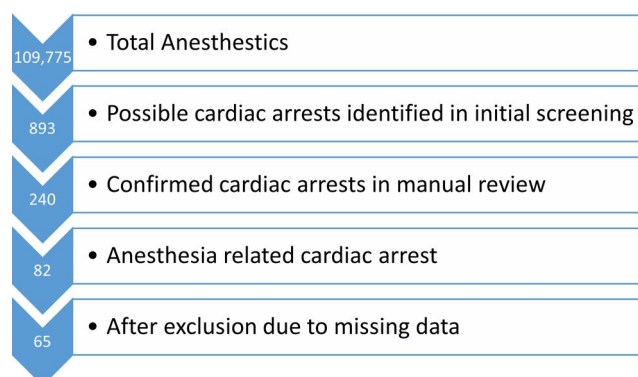 109,775
• Total Anesthestics
893
• Possible cardiac arrests identified in initial screening
240
• Confirmed cardiac arrests in manual review
82
• Anesthesia related cardiac arrest
65
• After exclusion due to missing data